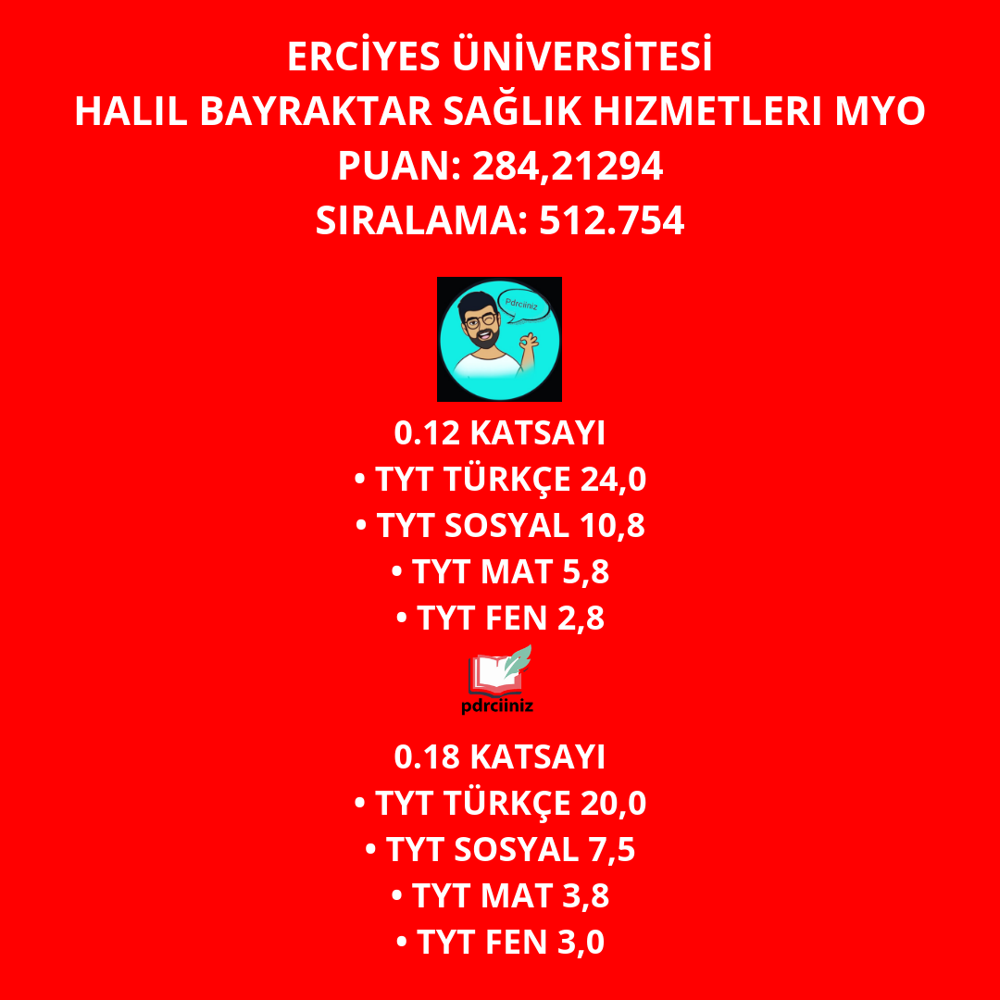 ERCİYES ÜNİVERSİTESİ
HALIL BAYRAKTAR SAĞLIK HIZMETLERI MYO
PUAN: 284,21294
SIRALAMA: 512.754
Pdrciiniz
0.12 KATSAYI
• TYT TÜRKÇE 24,0
• TYT SOSYAL 10,8
• TYT MAT 5,8
• TYT FEN 2,8
pdrciiniz
0.18 KATSAYI
• TYT TÜRKÇE 20,0
• TYT SOSYAL 7,5
• TYT MAT 3,8
• TYT FEN 3,0